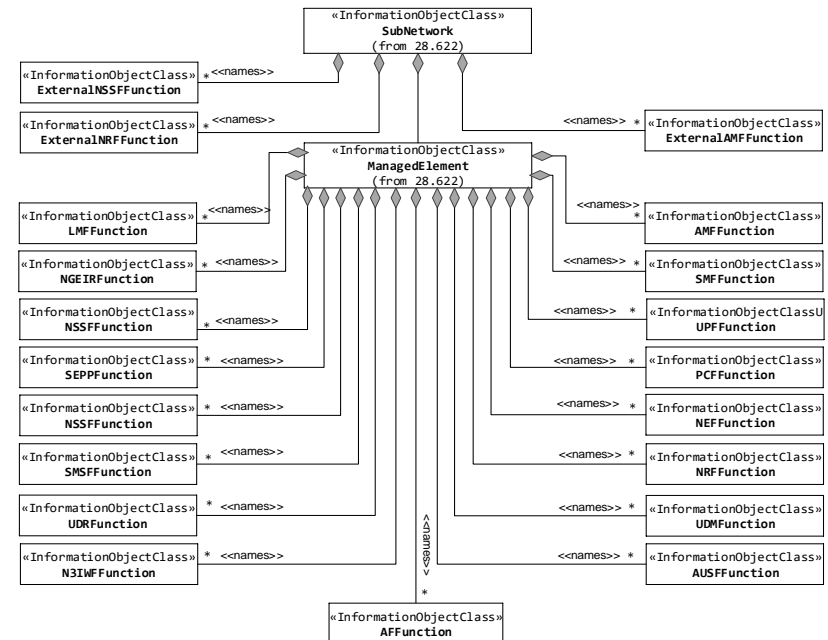 «InformationObjectClass»
SubNetwork
(from 28.622)
«InformationObjectClass»
ExternalNSSFFunction
* <<names>>
«InformationObjectClass»
ExternalNRFFunction
* <<names>>
<<names>> *
«InformationObjectClass»
ExternalAMFFunction
«InformationObjectClass»
ManagedElement
(from 28.622)
«InformationObjectClass»
LMFFunction
* <<names>>
<<names>>
*
«InformationObjectClass»
AMFFunction
«InformationObjectClass»
NGEIRFunction
* <<names>>
<<names>> *
«InformationObjectClass»
SMFFunction
«InformationObjectClass»
NSSFFunction
* <<names>>
<<names>> *
«InformationObjectClassU
UPFFunction
«InformationObjectClass»
SEPPFunction
* <<names>>
<<names>> *
«InformationObjectClass»
PCFFunction
«InformationObjectClass»
NSSFFunction
* <<names>>
<<names>> *
«InformationObjectClass»
NEFFunction
«InformationObjectClass»
SMSFFunction
* <<names>>
<<names>> *
«InformationObjectClass»
NRFFunction
«InformationObjectClass»
UDRFunction
* <<names>>
<<names>> *
«InformationObjectClass»
UDMFunction
«InformationObjectClass»
N3IWFFunction
* <<names>>
<<names>> *
«InformationObjectClass»
AUSFFunction
<<names>>
*
«InformationObjectClass»
AFFunction